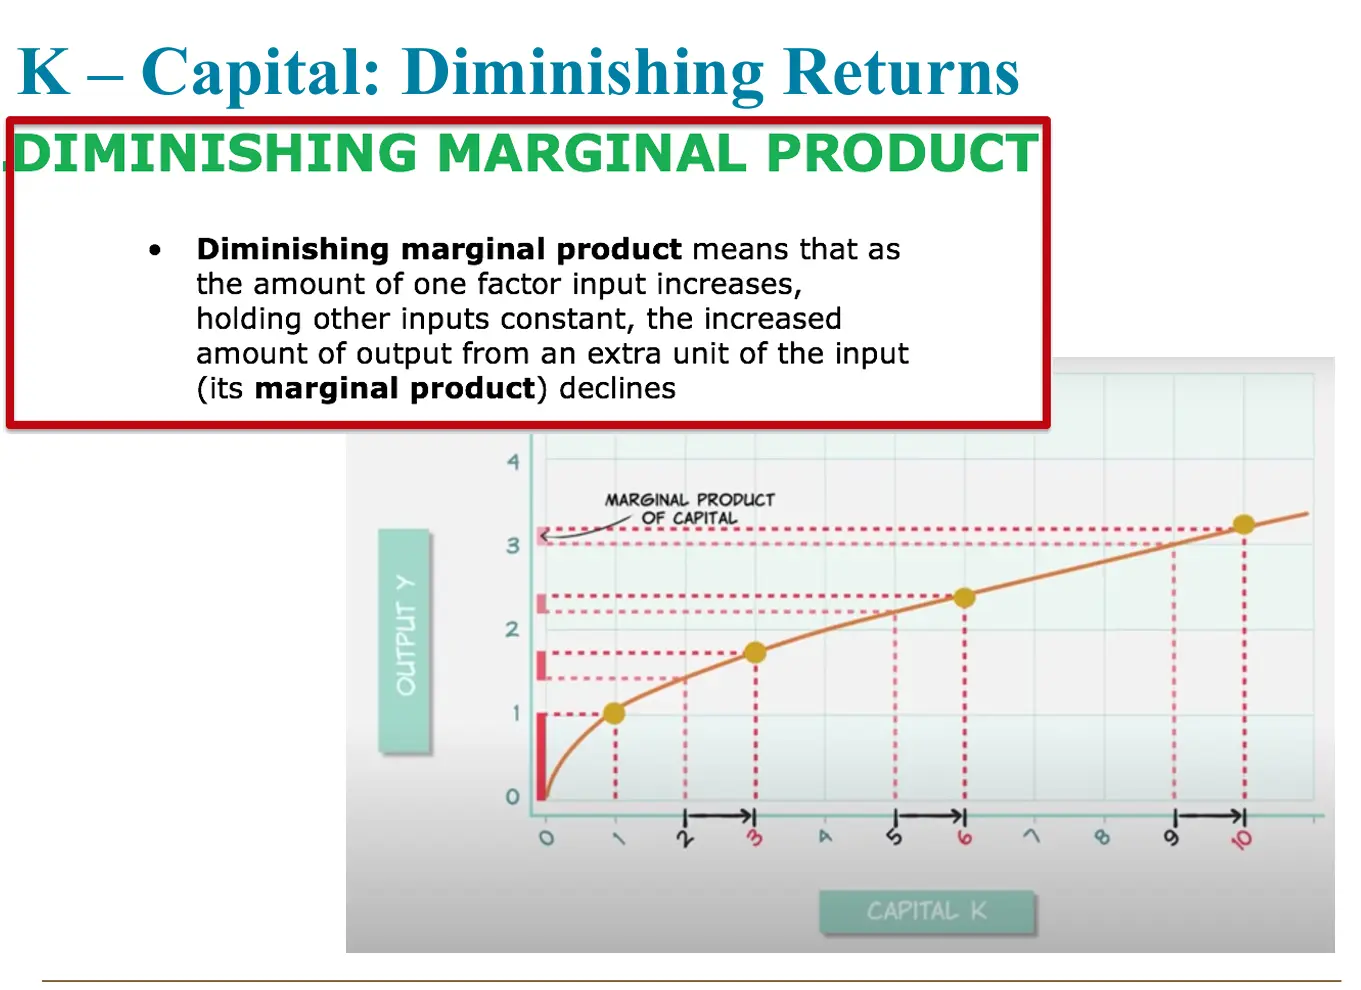 K – Capital: Diminishing Returns
DIMINISHING MARGINAL PRODUCT
• Diminishing marginal product means that as
the amount of one factor input increases,
holding other inputs constant, the increased
amount of output from an extra unit of the input
(its marginal product) declines
4
MARGINAL PRODUCT
OF CAPITAL
3
OUTPUT Y
2
1
0
0 1 2 3 4 5 6 7 8 9 10
CAPITAL K